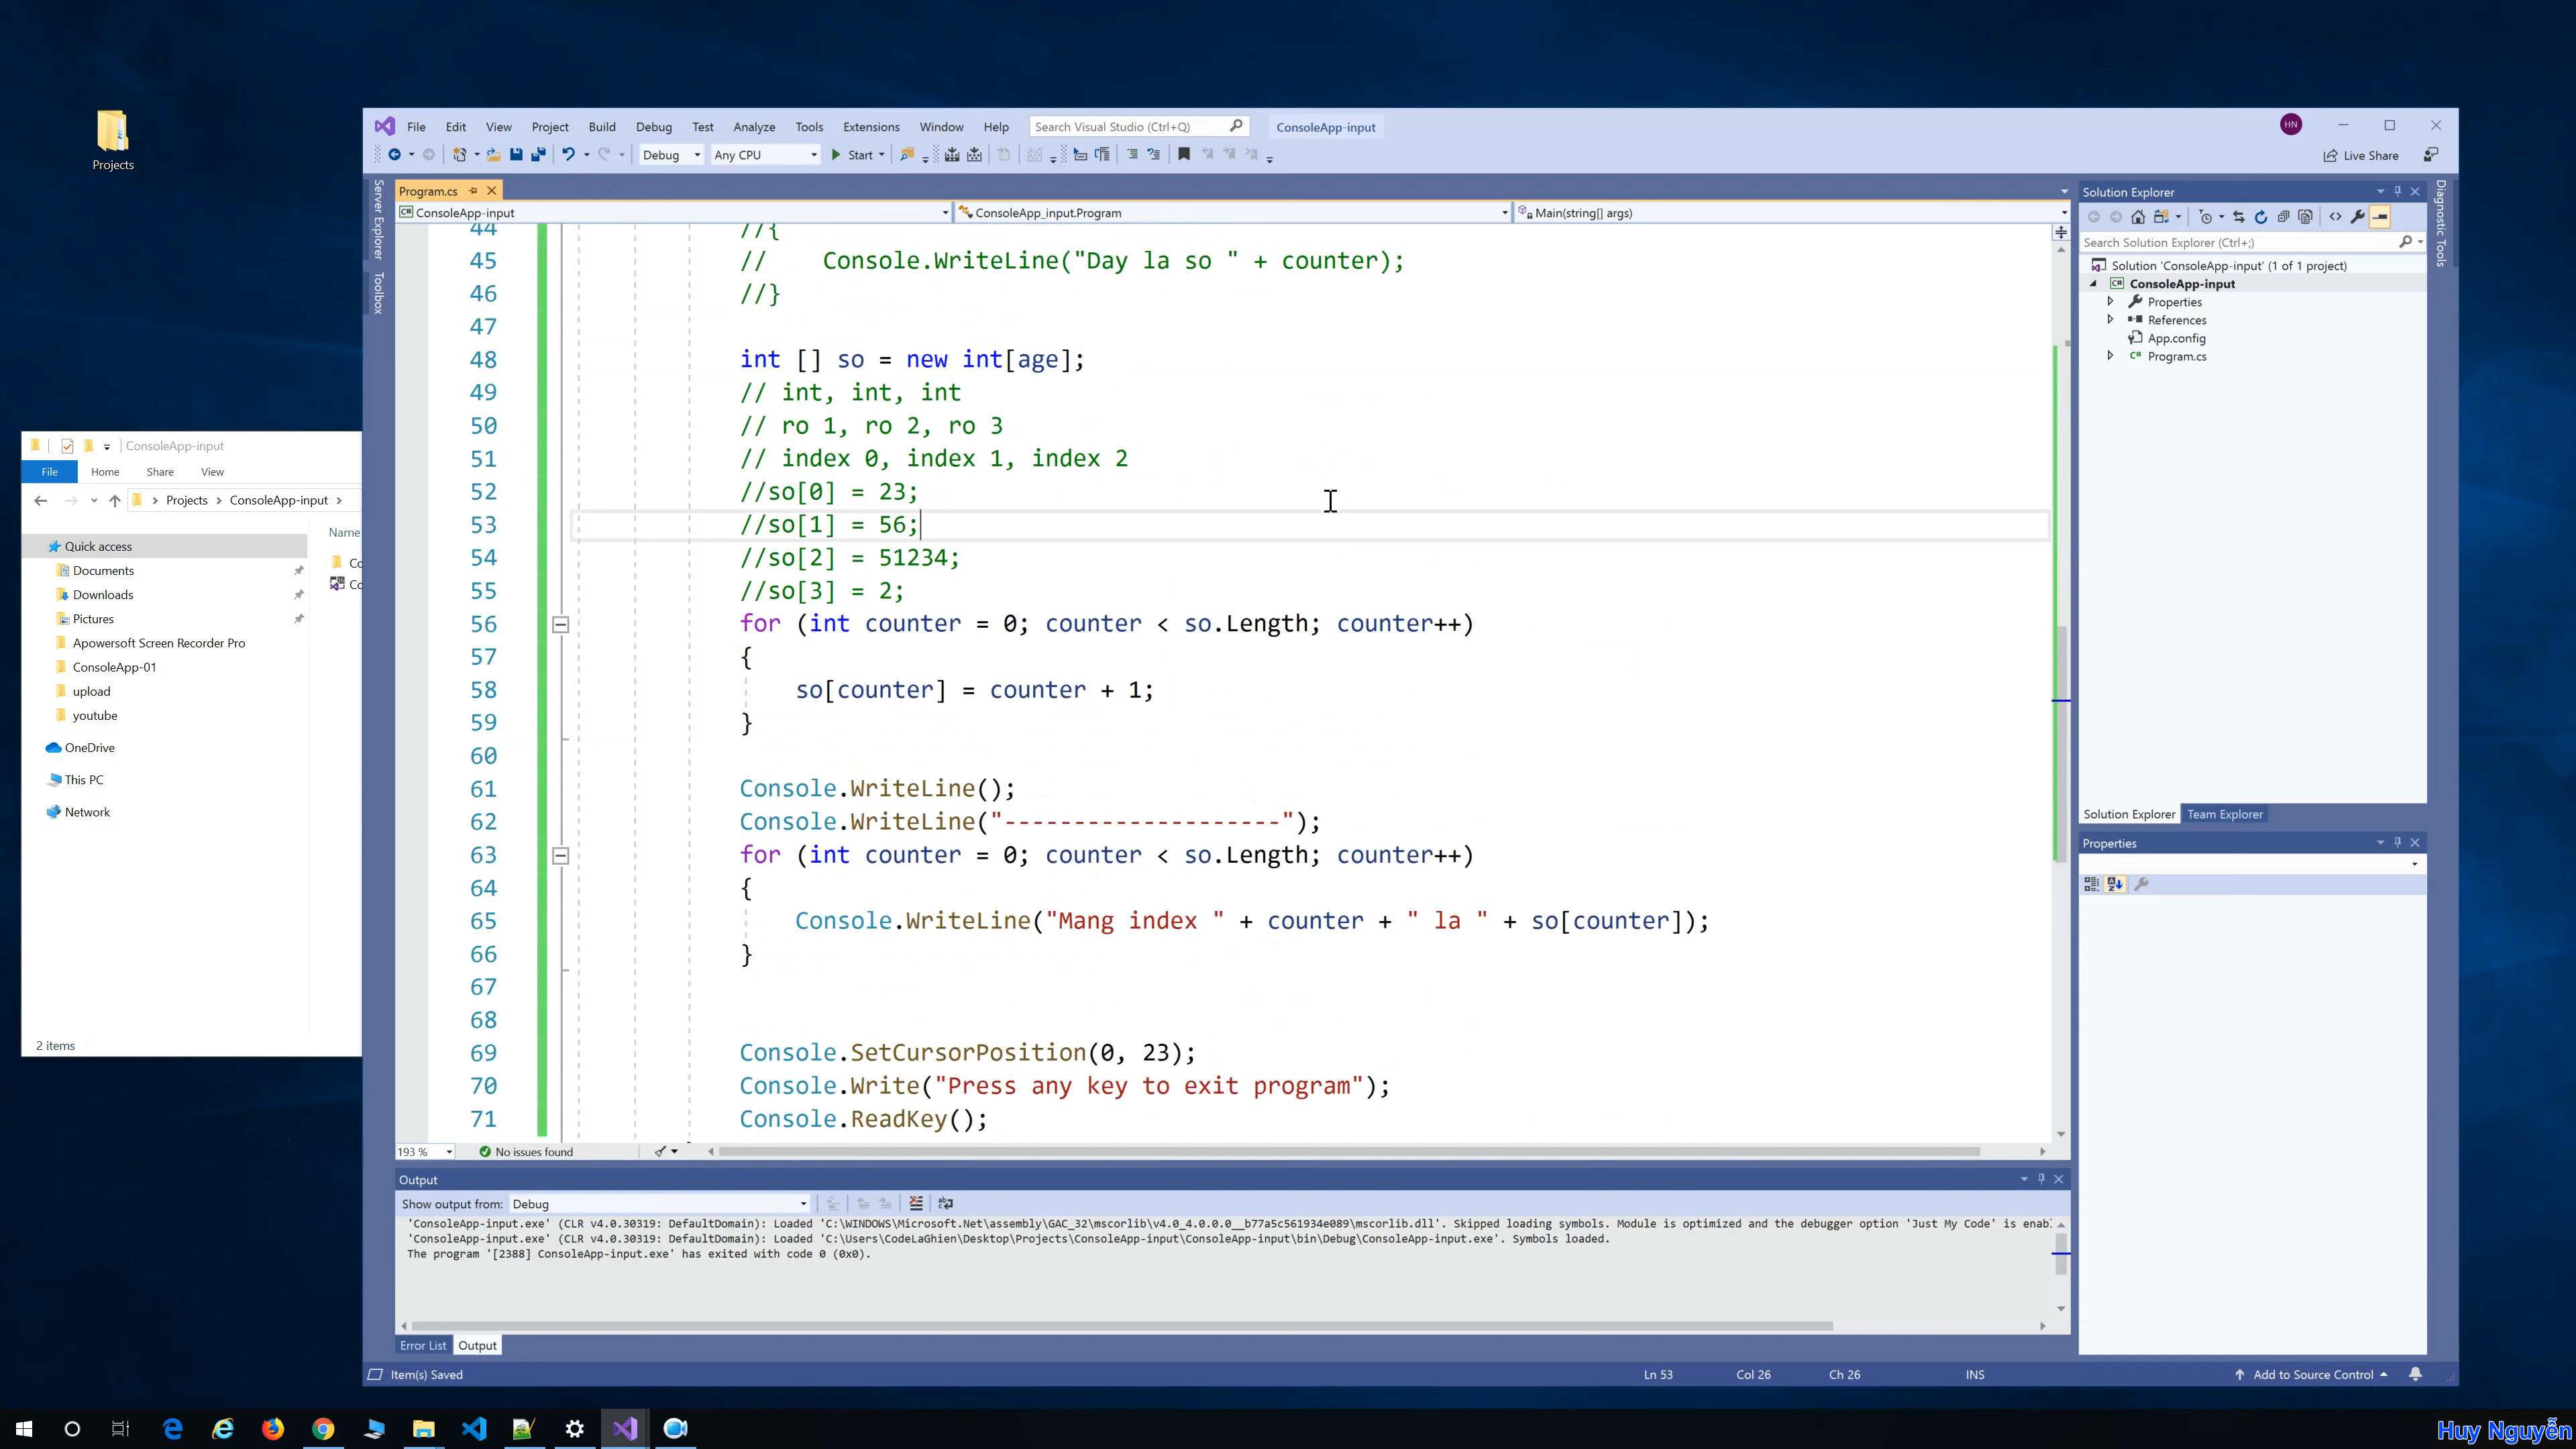 Projects
ConsoleApp-input
File Home Share View
Projects > ConsoleApp-input >
Name
Quick access
Documents
Downloads
Pictures
Apowersoft Screen Recorder Pro
ConsoleApp-01
upload
youtube
OneDrive
This PC
Network
Co
Co
2 items
File Edit View Project Build Debug Test Analyze Tools Extensions Window Help Search Visual Studio (Ctrl+Q) ConsoleApp-input HN
Debug Any CPU Start Live Share
Server Explorer
Toolbox
Program.cs
ConsoleApp-input ConsoleApp_input.Program Main(string[] args)
44 //{
45 // Console.WriteLine("Day la so " + counter);
46 //}
47
48 int [] so = new int[age];
49 // int, int, int
50 // ro 1, ro 2, ro 3
51 // index 0, index 1, index 2
52 //so[0] = 23;
53 //so[1] = 56;
54 //so[2] = 51234;
55 //so[3] = 2;
56 for (int counter = 0; counter < so.Length; counter++)
57 {
58 so[counter] = counter + 1;
59 }
60
61 Console.WriteLine();
62 Console.WriteLine("--------------------");
63 for (int counter = 0; counter < so.Length; counter++)
64 {
65 Console.WriteLine("Mang index " + counter + " la " + so[counter]);
66 }
67
68
69 Console.SetCursorPosition(0, 23);
70 Console.Write("Press any key to exit program");
71 Console.ReadKey();
193 % No issues found
Output
Show output from: Debug
'ConsoleApp-input.exe' (CLR v4.0.30319: DefaultDomain): Loaded 'C:\WINDOWS\Microsoft.Net\assembly\GAC_32\mscorlib\v4.0_4.0.0.0__b77a5c561934e089\mscorlib.dll'. Skipped loading symbols. Module is optimized and the debugger option 'Just My Code' is enabl
'ConsoleApp-input.exe' (CLR v4.0.30319: DefaultDomain): Loaded 'C:\Users\CodeLaGhien\Desktop\Projects\ConsoleApp-input\ConsoleApp-input\bin\Debug\ConsoleApp-input.exe'. Symbols loaded.
The program '[2388] ConsoleApp-input.exe' has exited with code 0 (0x0).
Error List Output
Item(s) Saved Ln 53 Col 26 Ch 26 INS Add to Source Control
Solution Explorer
Search Solution Explorer (Ctrl+;)
Solution 'ConsoleApp-input' (1 of 1 project)
C# ConsoleApp-input
Properties
References
App.config
C# Program.cs
Solution Explorer Team Explorer
Properties
Diagnostic Tools
Huy Nguyễn